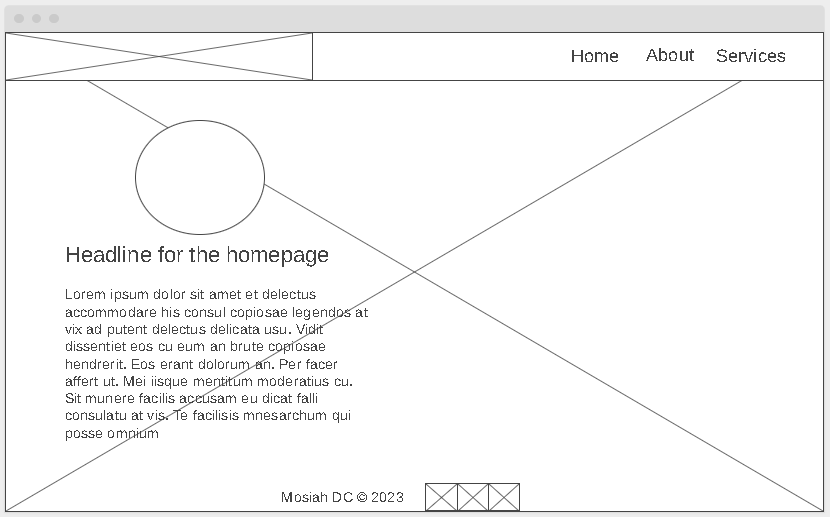 Home About Services
Headline for the homepage
Lorem ipsum dolor sit amet et delectus
accommodare his consul copiosae legendos at
vix ad putent delectus delicata usu. Vidit
dissentiet eos cu eum an brute copiosae
hendrerit. Eos erant dolorum an. Per facer
affert ut. Mei iisque mentitum moderatius cu.
Sit munere facilis accusam eu dicat falli
consulatu at vis. Te facilisis mnesarchum qui
posse omnium
Mosiah DC © 2023